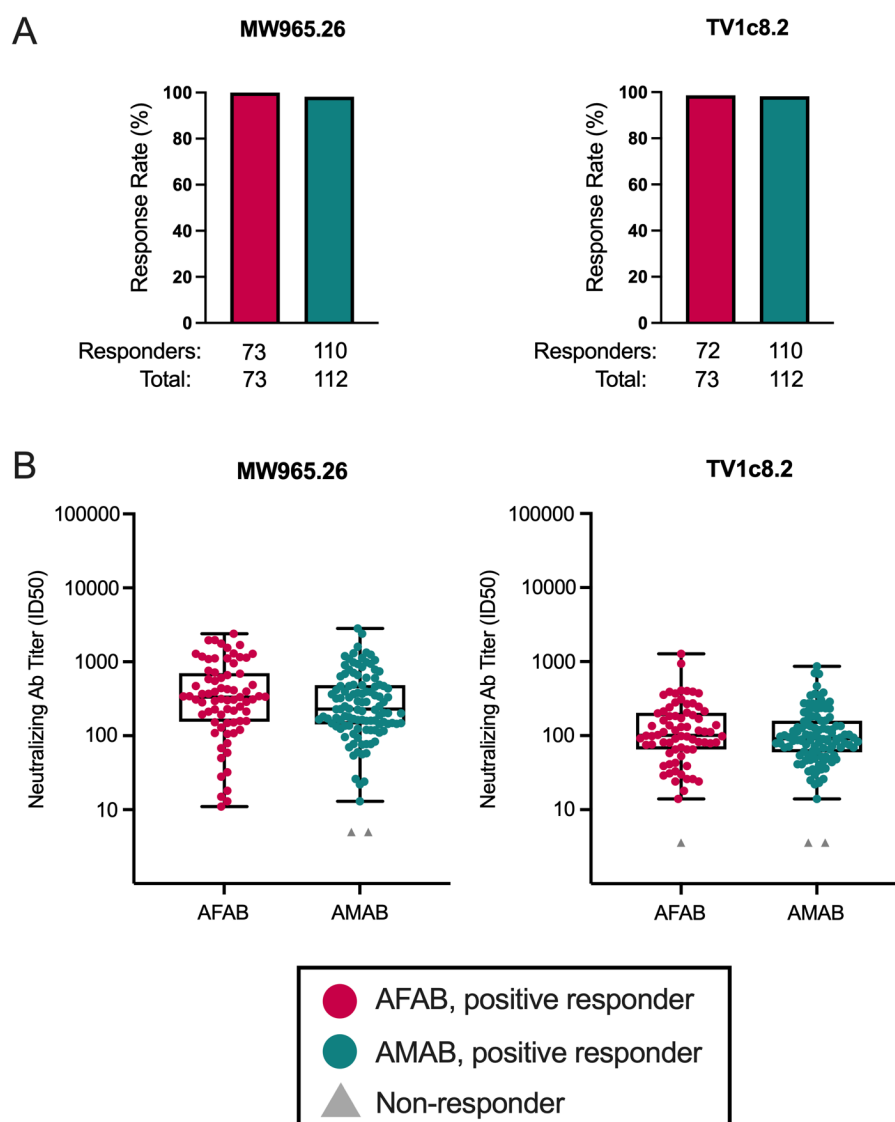 A
MW965.26
TV1c8.2
Response Rate (%)
100
80
60
40
20
0
Responders: 73 110
Total: 73 112
Response Rate (%)
100
80
60
40
20
0
72 110
73 112
B
MW965.26
TV1c8.2
Neutralizing Ab Titer (ID50)
100000
10000
1000
100
10
AFAB AMAB
Neutralizing Ab Titer (ID50)
100000
10000
1000
100
10
AFAB AMAB
AFAB, positive responder
AMAB, positive responder
Non-responder